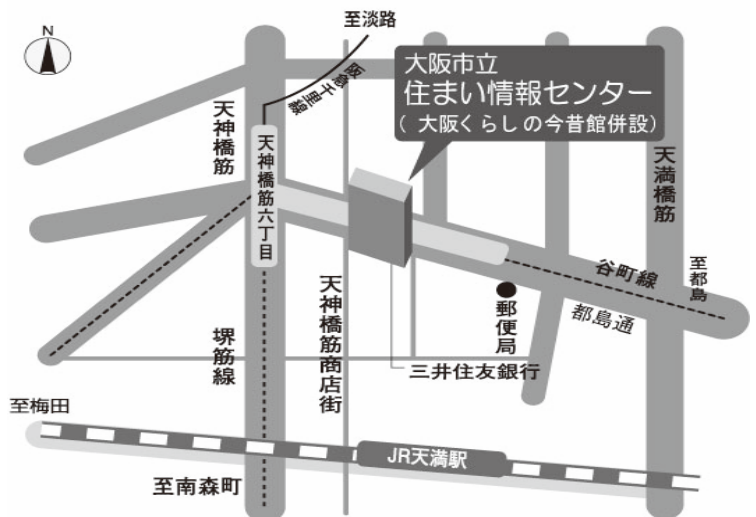 N
至淡路
阪急千里線
大阪市立
住まい情報センター
(大阪くらしの今昔館併設)
天神橋筋
天神橋筋六丁目
天満橋筋
谷町線
至都島
都島通
郵便局
天神橋筋商店街
堺筋線
三井住友銀行
至梅田
JR天満駅
至南森町